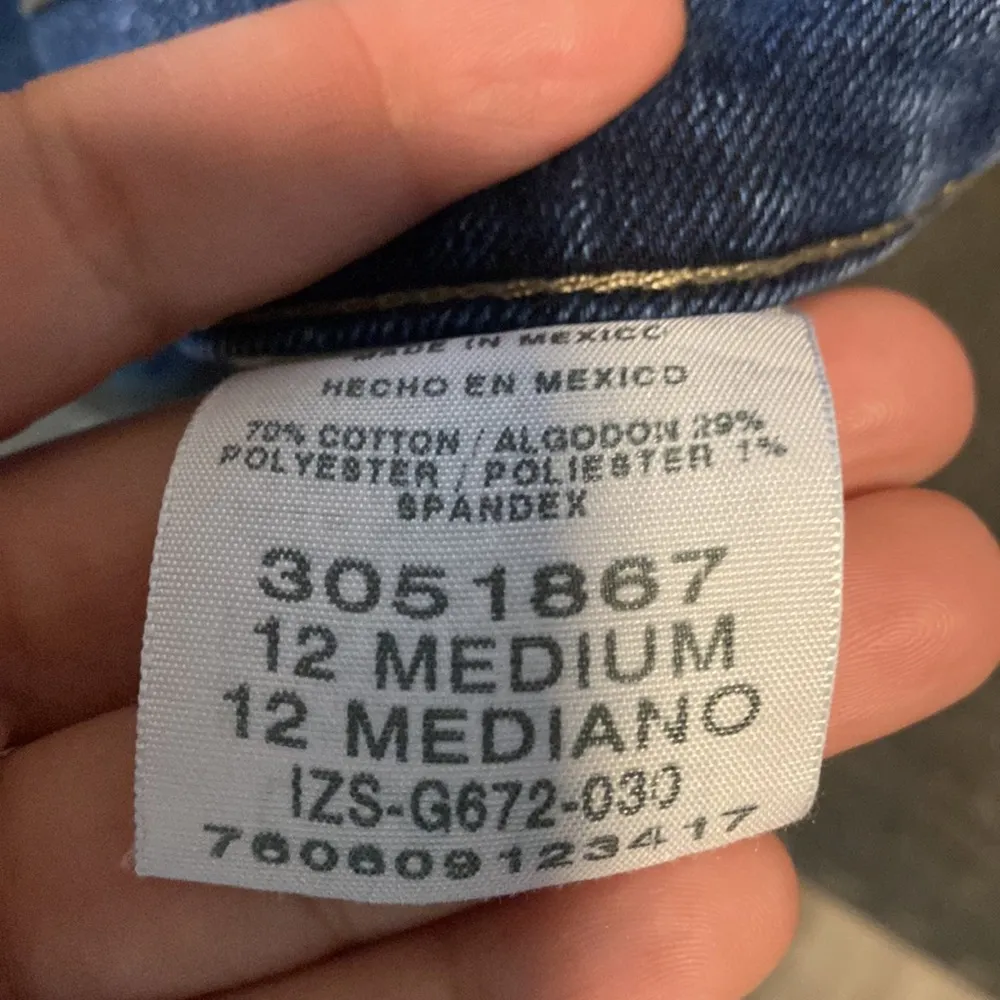 MADE IN MEXICO
HECHO EN MEXICO
70% COTTON / ALGODON 29%
POLYESTER / POLIESTER 1%
SPANDEX
3051867
12 MEDIUM
12 MEDIANO
IZS-G672-030
760609123417